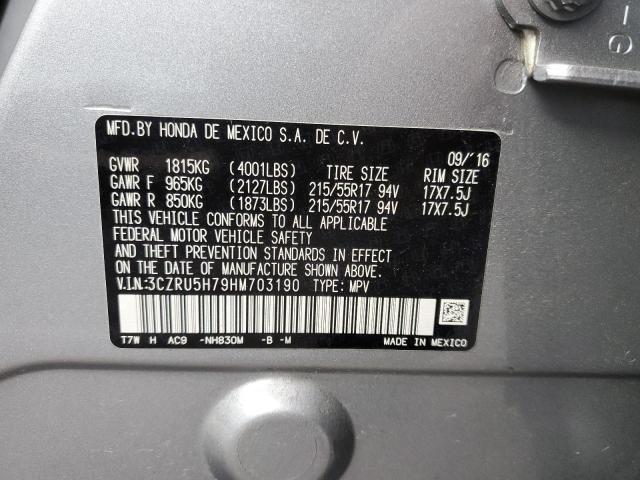 -G
MFD.BY HONDA DE MEXICO S.A. DE C.V.
09/'16
GVWR 1815KG (4001LBS) TIRE SIZE RIM SIZE
GAWR F 965KG (2127LBS) 215/55R17 94V 17X7.5J
GAWR R 850KG (1873LBS) 215/55R17 94V 17X7.5J
THIS VEHICLE CONFORMS TO ALL APPLICABLE
FEDERAL MOTOR VEHICLE SAFETY
AND THEFT PREVENTION STANDARDS IN EFFECT
ON THE DATE OF MANUFACTURE SHOWN ABOVE.
V.I.N:3CZRU5H79HM703190 TYPE: MPV
T7W H AC9 -NH830M -B -M MADE IN MEXICO